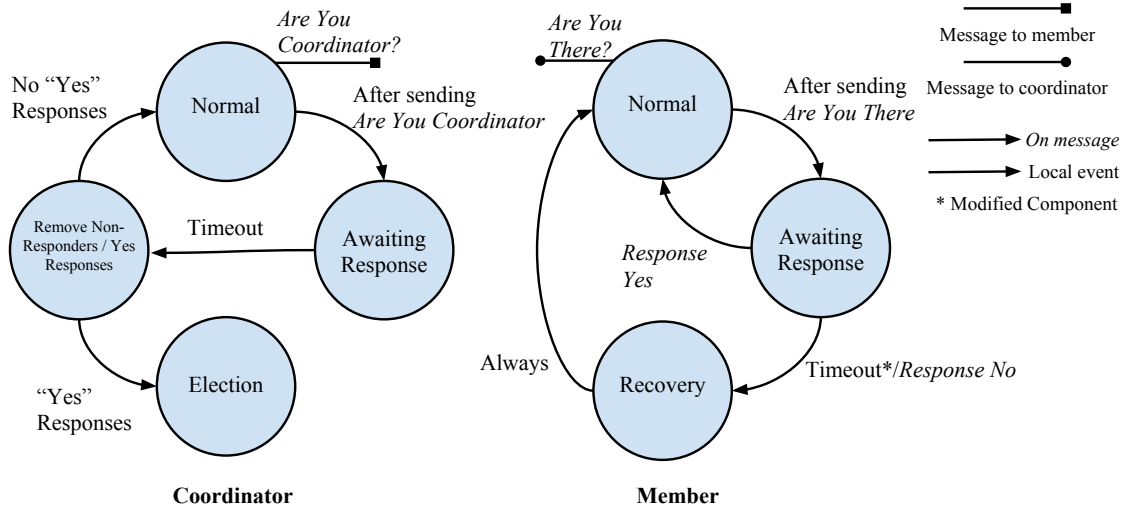 Are You
Coordinator?
No “Yes”
Responses
Normal
After sending
Are You Coordinator
Remove Non-
Responders / Yes
Responses
Timeout
Awaiting
Response
“Yes”
Responses
Election
Coordinator
Are You
There?
Normal
After sending
Are You There
Response
Yes
Awaiting
Response
Always
Recovery
Timeout*/Response No
Member
Message to member
Message to coordinator
On message
Local event
* Modified Component